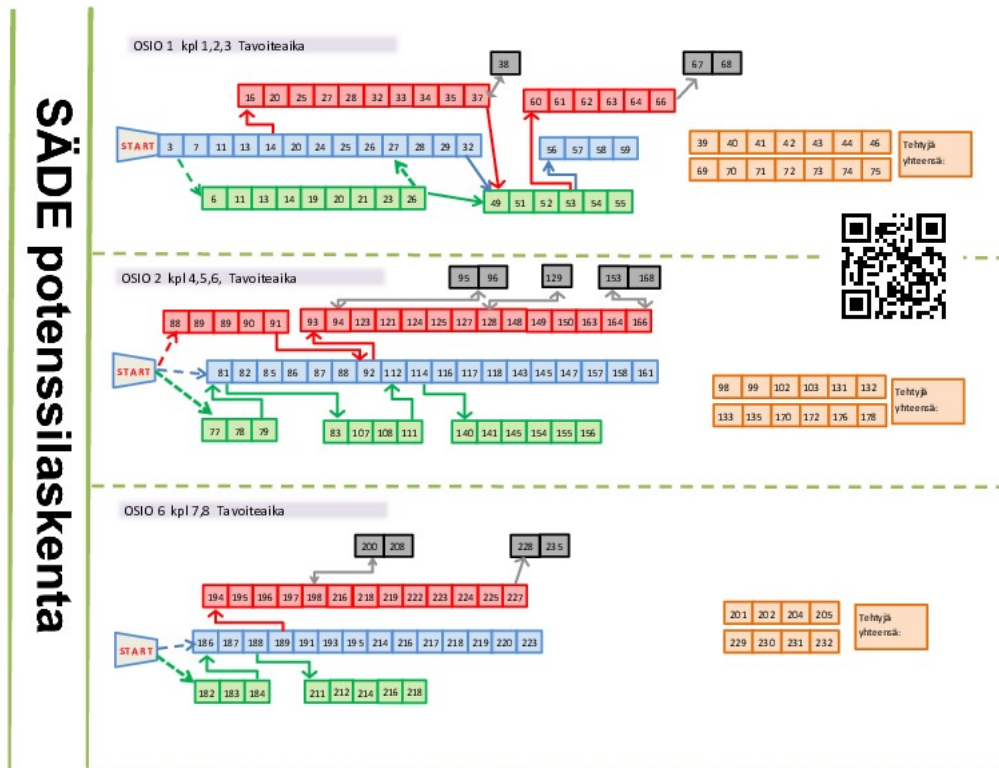 SÄDE potenssilaskenta
OSIO 1 kpl 1,2,3 Tavoiteaika
38
67 68
16 20 25 27 28 32 33 34 35 37
60 61 62 63 64 66
START 3 7 11 13 14 20 24 25 26 27 28 29 32
56 57 58 59
39 40 41 42 43 44 46
69 70 71 72 73 74 75
Tehtyjä
yhteensä:
6 11 13 14 19 20 21 23 26
49 51 52 53 54 55
OSIO 2 kpl 4,5,6, Tavoiteaika
95 96
129
153 168
88 89 89 90 91
93 94 123 121 124 125 127 128 148 149 150 163 164 166
START 81 82 85 86 87 88 92 112 114 116 117 118 143 145 147 157 158 161
98 99 102 103 131 132
133 135 170 172 176 178
Tehtyjä
yhteensä:
77 78 79
83 107 108 111
140 141 145 154 155 156
OSIO 6 kpl 7,8 Tavoiteaika
200 208
228 235
194 195 196 197 198 216 218 219 222 223 224 225 227
START 186 187 188 189 191 193 195 214 216 217 218 219 220 223
201 202 204 205
229 230 231 232
Tehtyjä
yhteensä:
182 183 184
211 212 214 216 218